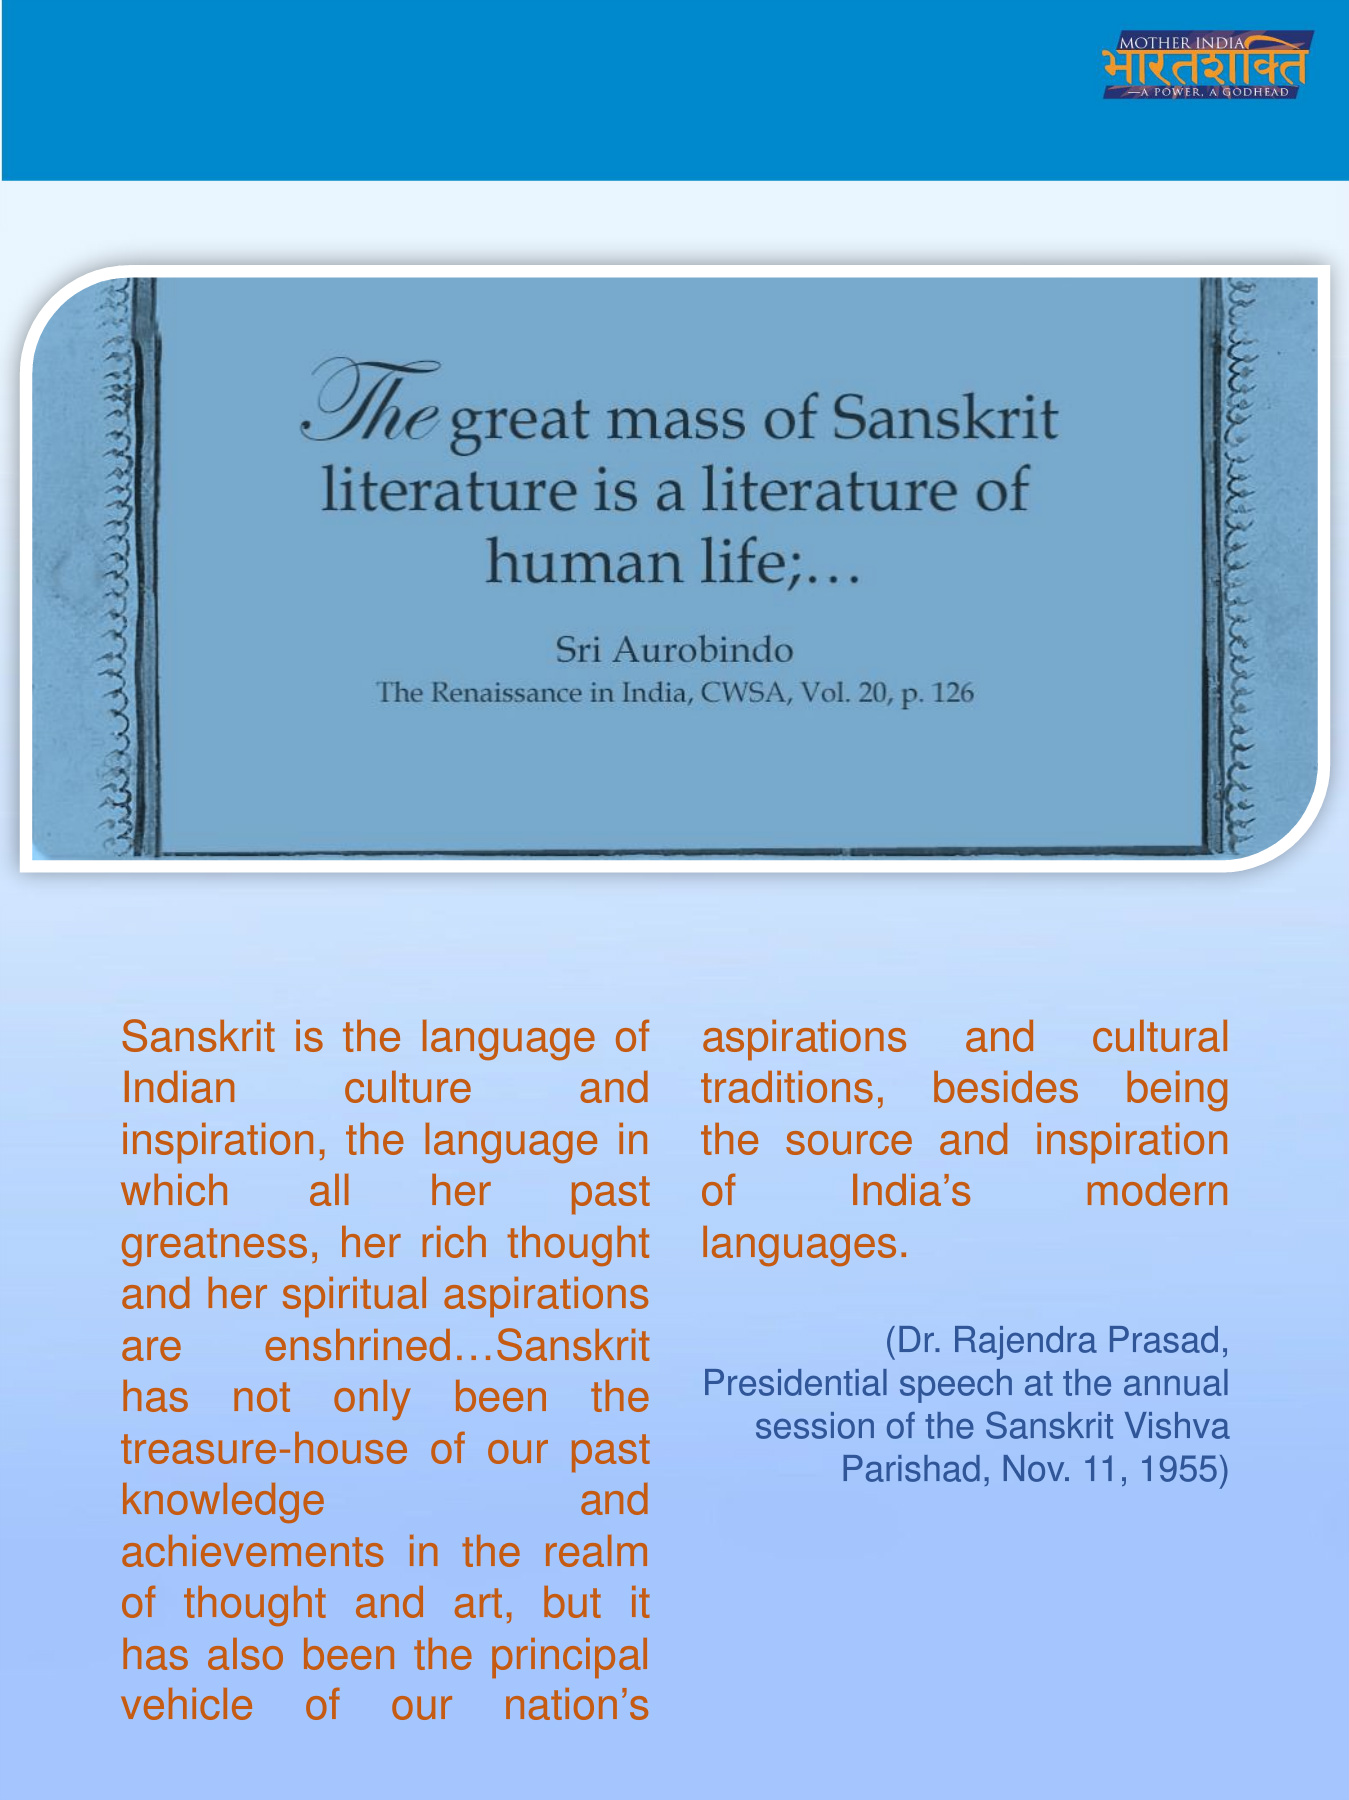 MOTHER INDIA
भारतशक्ति
—A POWER, A GODHEAD
The great mass of Sanskrit
literature is a literature of
human life;...
Sri Aurobindo
The Renaissance in India, CWSA, Vol. 20, p. 126
Sanskrit is the language of
Indian culture and
inspiration, the language in
which all her past
greatness, her rich thought
and her spiritual aspirations
are enshrined…Sanskrit
has not only been the
treasure-house of our past
knowledge and
achievements in the realm
of thought and art, but it
has also been the principal
vehicle of our nation’s
aspirations and cultural
traditions, besides being
the source and inspiration
of India’s modern
languages.
(Dr. Rajendra Prasad,
Presidential speech at the annual
session of the Sanskrit Vishva
Parishad, Nov. 11, 1955)